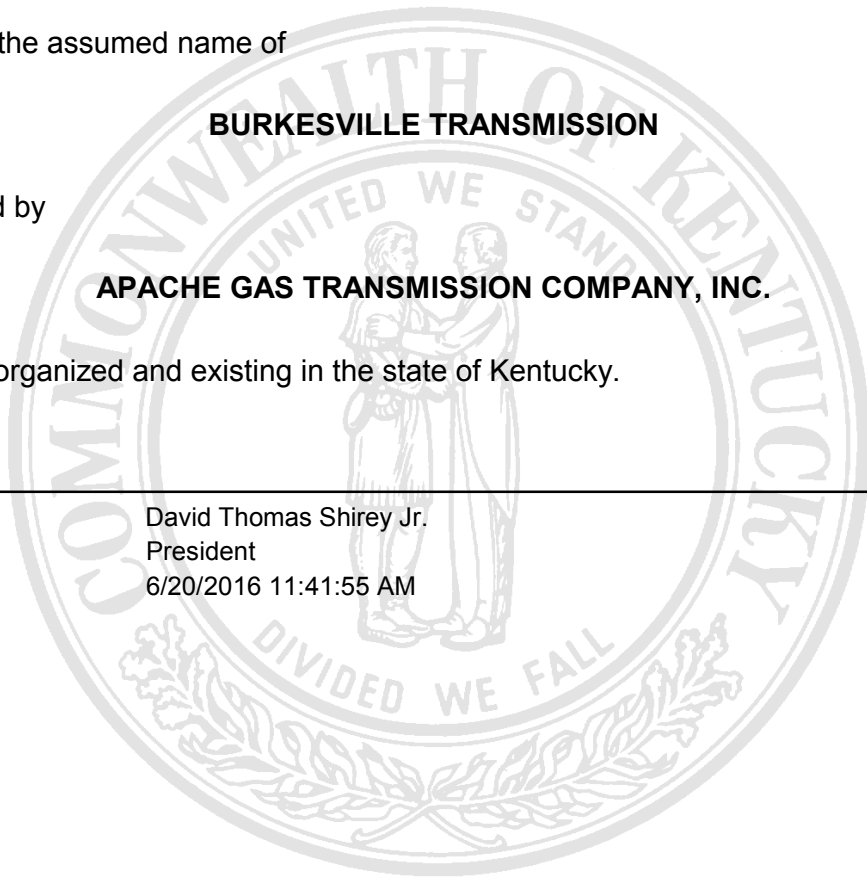 the assumed name of
BURKESVILLE TRANSMISSION
d by
APACHE GAS TRANSMISSION COMPANY, INC.
organized and existing in the state of Kentucky.
David Thomas Shirey Jr.
President
6/20/2016 11:41:55 AM
COMMONWEALTH OF KENTUCKY
UNITED WE STAND
DIVIDED WE FALL